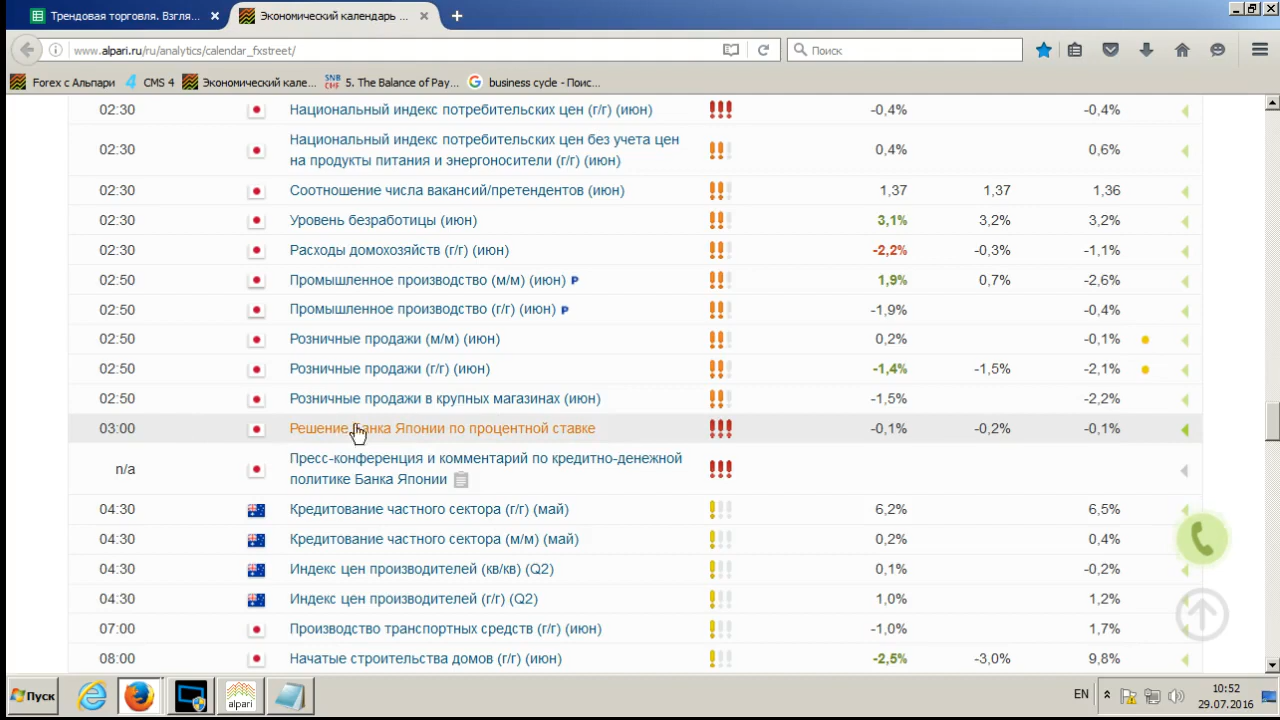 Трендовая торговля. Взгля... × Экономический календарь ... × +
www.alpari.ru/ru/analytics/calendar_fxstreet/ Поиск
Forex с Альпари CMS 4 Экономический кале... SNB CMF 5. The Balance of Pay... business cycle - Поис...
02:30 Национальный индекс потребительских цен (г/г) (июн) -0,4% -0,4%
Национальный индекс потребительских цен без учета цен
02:30 на продукты питания и энергоносители (г/г) (июн) 0,4% 0,6%
02:30 Соотношение числа вакансий/претендентов (июн) 1,37 1,37 1,36
02:30 Уровень безработицы (июн) 3,1% 3,2% 3,2%
02:30 Расходы домохозяйств (г/г) (июн) -2,2% -0,3% -1,1%
02:50 Промышленное производство (м/м) (июн) P 1,9% 0,7% -2,6%
02:50 Промышленное производство (г/г) (июн) P -1,9% -0,4%
02:50 Розничные продажи (м/м) (июн) 0,2% -0,1%
02:50 Розничные продажи (г/г) (июн) -1,4% -1,5% -2,1%
02:50 Розничные продажи в крупных магазинах (июн) -1,5% -2,2%
03:00 Решение Банка Японии по процентной ставке -0,1% -0,2% -0,1%
Пресс-конференция и комментарий по кредитно-денежной
n/a политике Банка Японии
04:30 Кредитование частного сектора (г/г) (май) 6,2% 6,5%
04:30 Кредитование частного сектора (м/м) (май) 0,2% 0,4%
04:30 Индекс цен производителей (кв/кв) (Q2) 0,1% -0,2%
04:30 Индекс цен производителей (г/г) (Q2) 1,0% 1,2%
07:00 Производство транспортных средств (г/г) (июн) -1,0% 1,7%
08:00 Начатые строительства домов (г/г) (июн) -2,5% -3,0% 9,8%
Пуск alpari EN 10:52
29.07.2016